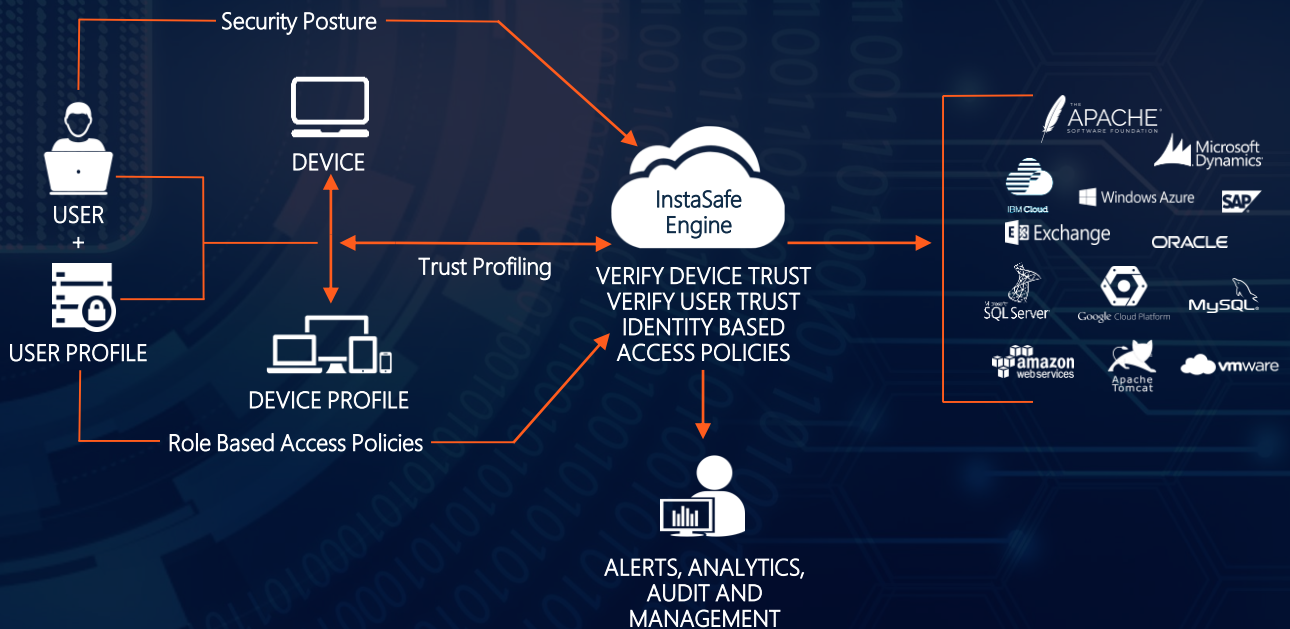 Security Posture
DEVICE
USER
+
USER PROFILE
DEVICE PROFILE
Role Based Access Policies
Trust Profiling
InstaSafe
Engine
VERIFY DEVICE TRUST
VERIFY USER TRUST
IDENTITY BASED
ACCESS POLICIES
ALERTS, ANALYTICS,
AUDIT AND
MANAGEMENT
THE
APACHE
SOFTWARE FOUNDATION
Microsoft
Dynamics
IBM Cloud
Windows Azure
SAP
Exchange
ORACLE
Microsoft
SQL Server
Google Cloud Platform
MySQL
amazon
web services
Apache
Tomcat
vmware